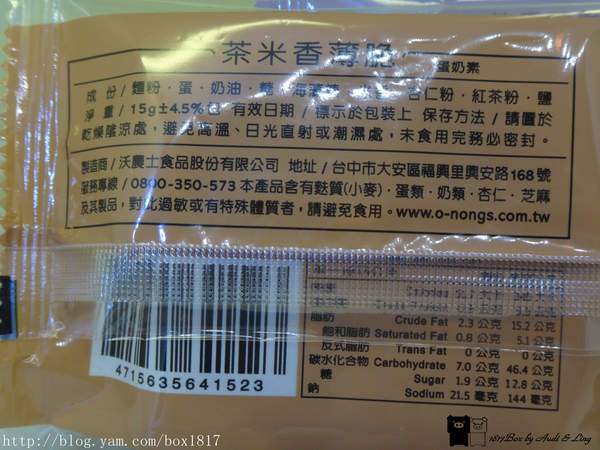 茶米香薄脆
蛋奶素
成 份 / 麵粉 · 蛋 · 奶油 · 糖 · 海藻糖 · 杏仁粉 · 紅茶粉 · 鹽
淨 重 / 15g±4.5%包 有效日期 / 標示於包裝上 保存方法 / 請置於
乾燥陰涼處，避免高溫、日光直射或潮濕處，未食用完務必密封。
製造商 / 沃農士食品股份有限公司 地址 / 台中市大安區福興里興安路168號
服務專線 / 0800-350-573 本產品含有麩質(小麥)、蛋類、奶類、杏仁、芝麻
及其製品，對此過敏或有特殊體質者，請避免食用。www.o-nongs.com.tw
脂肪 Crude Fat 2.3 公克 15.2 公克
飽和脂肪 Saturated Fat 0.8 公克 5.1 公克
反式脂肪 Trans Fat 0 公克 0 公克
碳水化合物 Carbohydrate 7.0 公克 46.4 公克
糖 Sugar 1.9 公克 12.8 公克
鈉 Sodium 21.5 毫克 144 毫克
4715635641523
http://blog.yam.com/box1817
1817Box by Audi & Ling